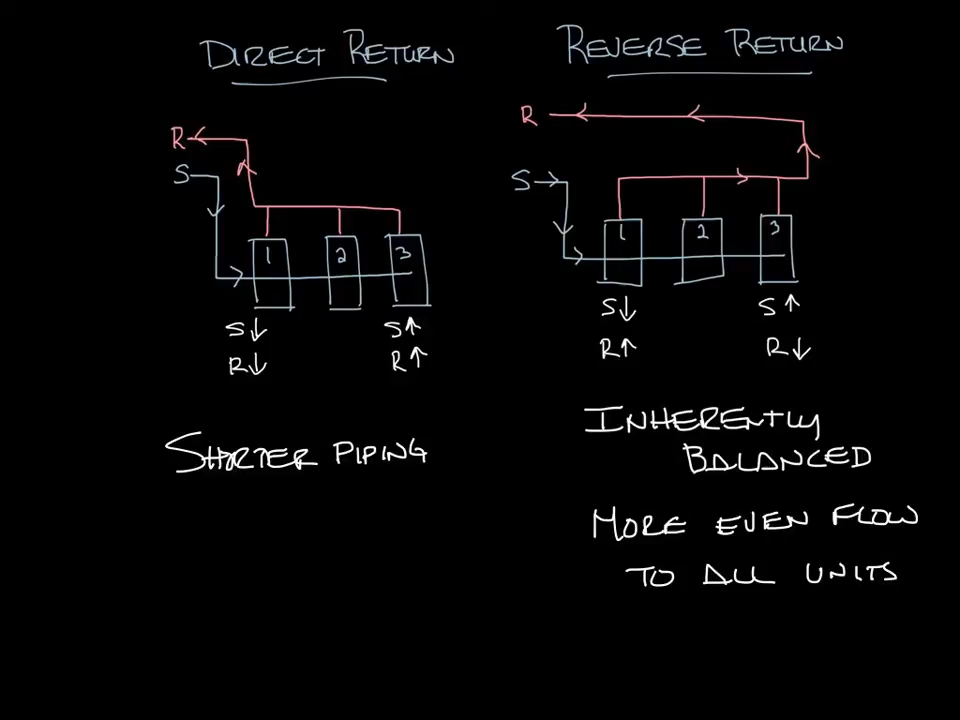 DIRECT RETURN
R
S
1 2 3
S↓ S↑
R↓ R↑
SHORTER PIPING
REVERSE RETURN
R
S
1 2 3
S↓ S↑
R↑ R↓
INHERENTLY
BALANCED
MORE EVEN FLOW
TO ALL UNITS